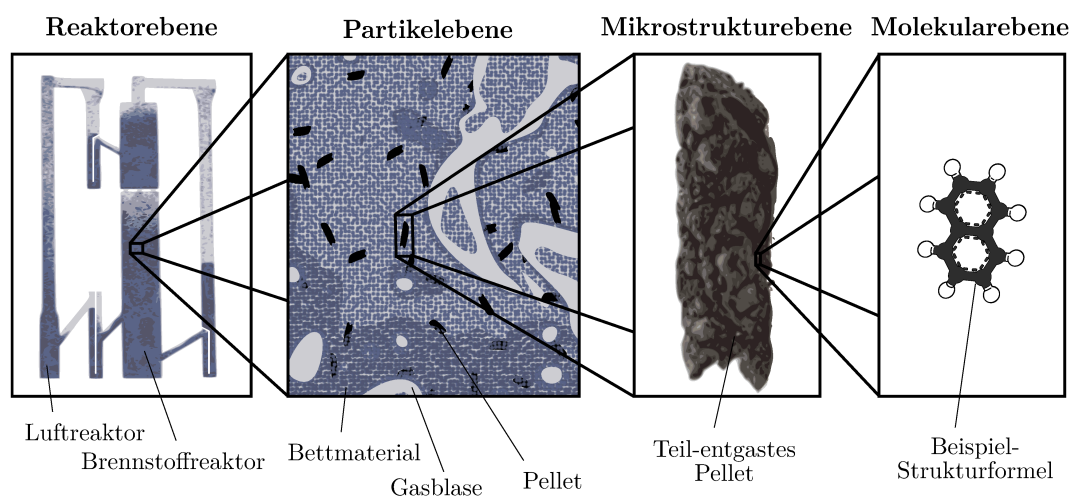 Reaktorebene
Partikelebene
Mikrostrukturebene
Molekularebene
Luftreaktor
Brennstoffreaktor
Bettmaterial
Gasblase
Pellet
Teil-entgastes
Pellet
Beispiel-
Strukturformel